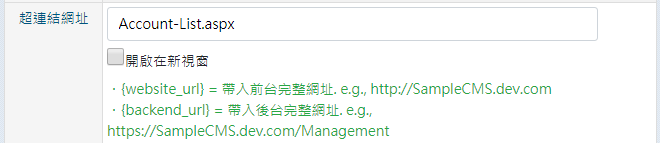 超連結網址
Account-List.aspx
開啟在新視窗
・{website_url} = 帶入前台完整網址. e.g., http://SampleCMS.dev.com
・{backend_url} = 帶入後台完整網址. e.g.,
https://SampleCMS.dev.com/Management